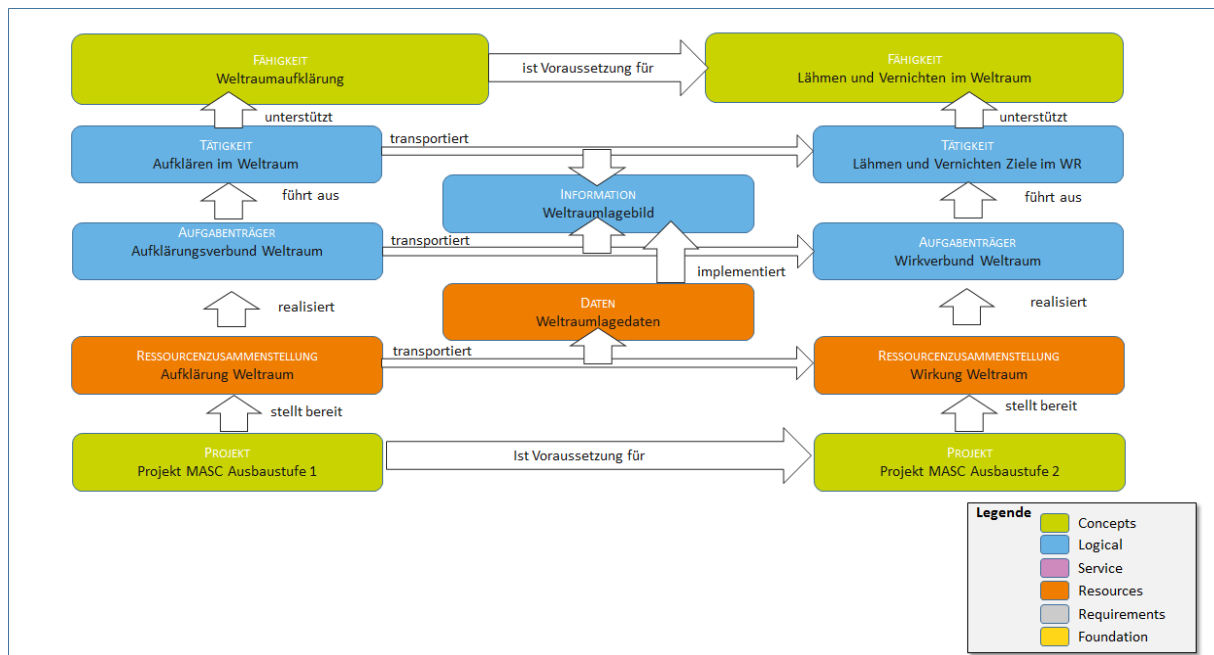 FÄHIGKEIT
Weltraumaufklärung
ist Voraussetzung für
FÄHIGKEIT
Lähmen und Vernichten im Weltraum
unterstützt
unterstützt
TÄTIGKEIT
Aufklären im Weltraum
transportiert
TÄTIGKEIT
Lähmen und Vernichten Ziele im WR
führt aus
INFORMATION
Weltraumlagebild
führt aus
AUFGABENTRÄGER
Aufklärungsverbund Weltraum
transportiert
AUFGABENTRÄGER
Wirkverbund Weltraum
implementiert
realisiert
DATEN
Weltraumlagedaten
realisiert
RESSOURCENZUSAMMENSTELLUNG
Aufklärung Weltraum
transportiert
RESSOURCENZUSAMMENSTELLUNG
Wirkung Weltraum
stellt bereit
stellt bereit
PROJEKT
Projekt MASC Ausbaustufe 1
Ist Voraussetzung für
PROJEKT
Projekt MASC Ausbaustufe 2
Legende
Concepts
Logical
Service
Resources
Requirements
Foundation